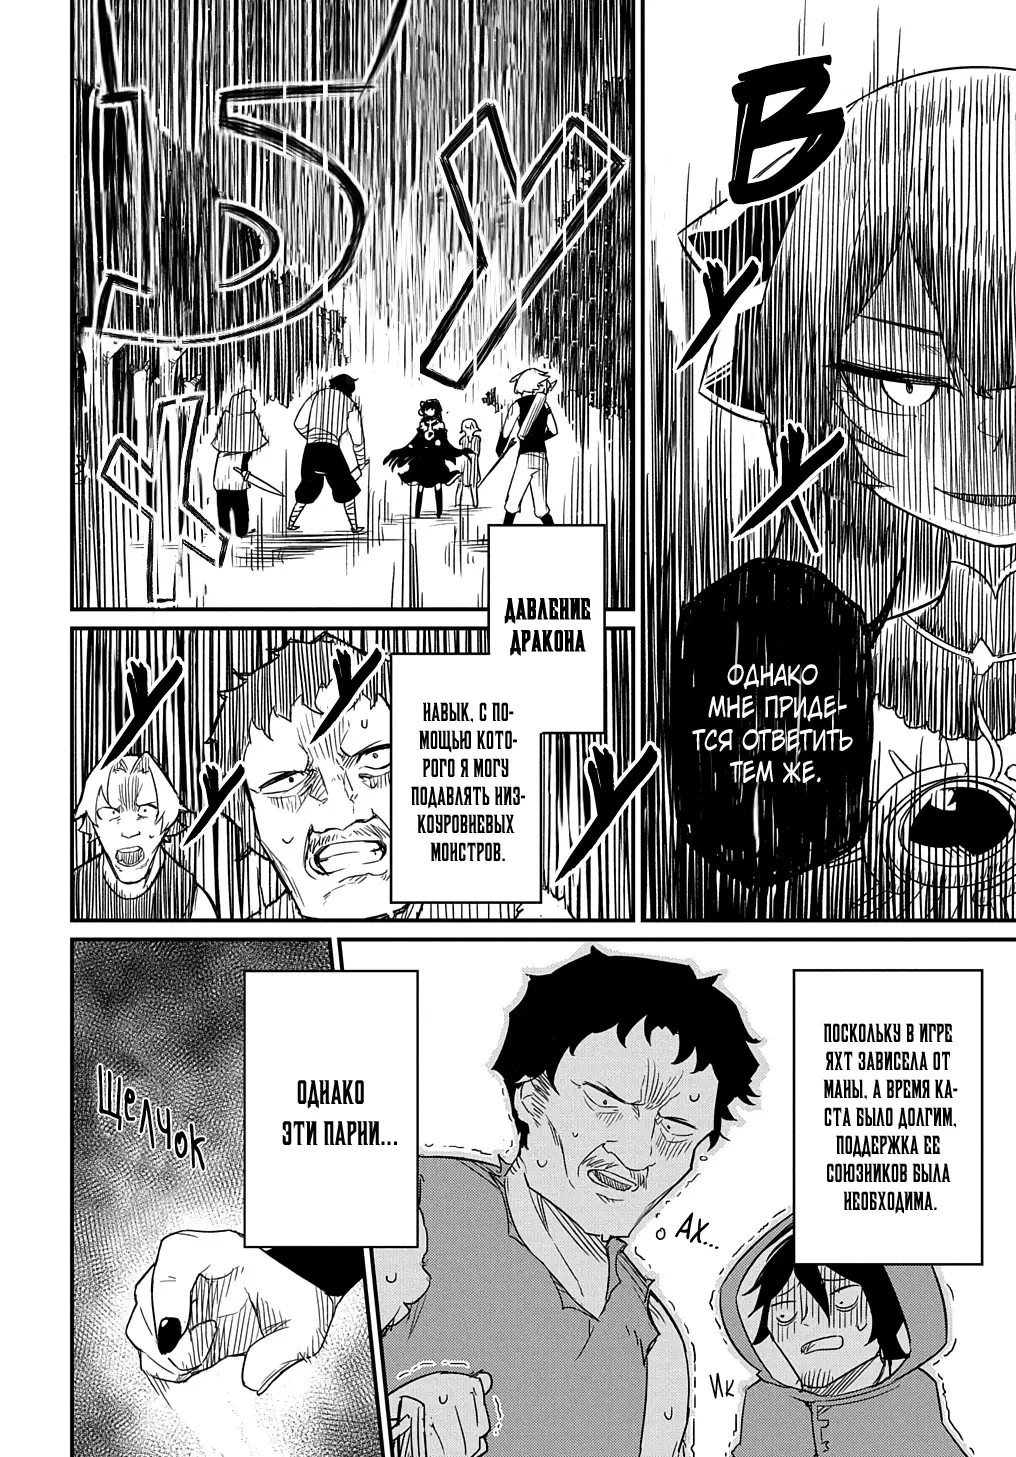 В
У
У
Х
ОДНАКО
МНЕ ПРИДЕ-
ТСЯ ОТВЕТИТЬ
ТЕМ ЖЕ.
У
ДАВЛЕНИЕ
ДРАКОНА
НАВЫК, С ПО-
МОЩЬЮ КОТО-
РОГО Я МОГУ
ПОДАВЛЯТЬ НИЗ-
КОУРОВНЕВЫХ
МОНСТРОВ.
У
У
У
У
ПОСКОЛЬКУ В ИГРЕ
ЯХТ ЗАВИСЕЛА ОТ
МАНЫ, А ВРЕМЯ КА-
СТА БЫЛО ДОЛГИМ,
ПОДДЕРЖКА ЕЕ
СОЮЗНИКОВ БЫЛА
НЕОБХОДИМА.
АХ...
ИК
ОДНАКО
ЭТИ ПАРНИ...
Щелчок